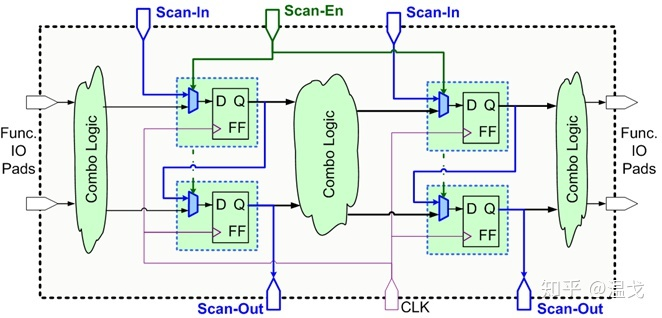 Scan-In
Scan-En
Scan-In
Func.
IO
Pads
Combo Logic
D Q
FF
D Q
FF
Combo Logic
D Q
FF
D Q
FF
Combo Logic
Func.
IO
Pads
Scan-Out
CLK
Scan-Out
知乎 @温戈